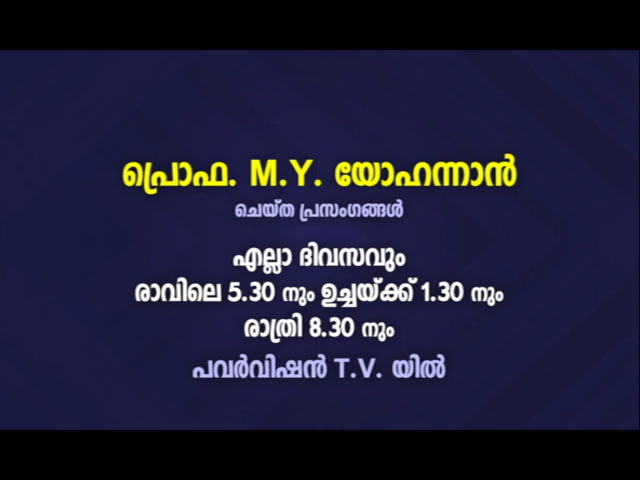 പ്രൊഫ. M.Y. യോഹന്നാൻ
ചെയ്ത പ്രസംഗങ്ങൾ
എല്ലാ ദിവസവും
രാവിലെ 5.30 നും ഉച്ചയ്ക്ക് 1.30 നും
രാത്രി 8.30 നും
പവർവിഷൻ T.V. യിൽ